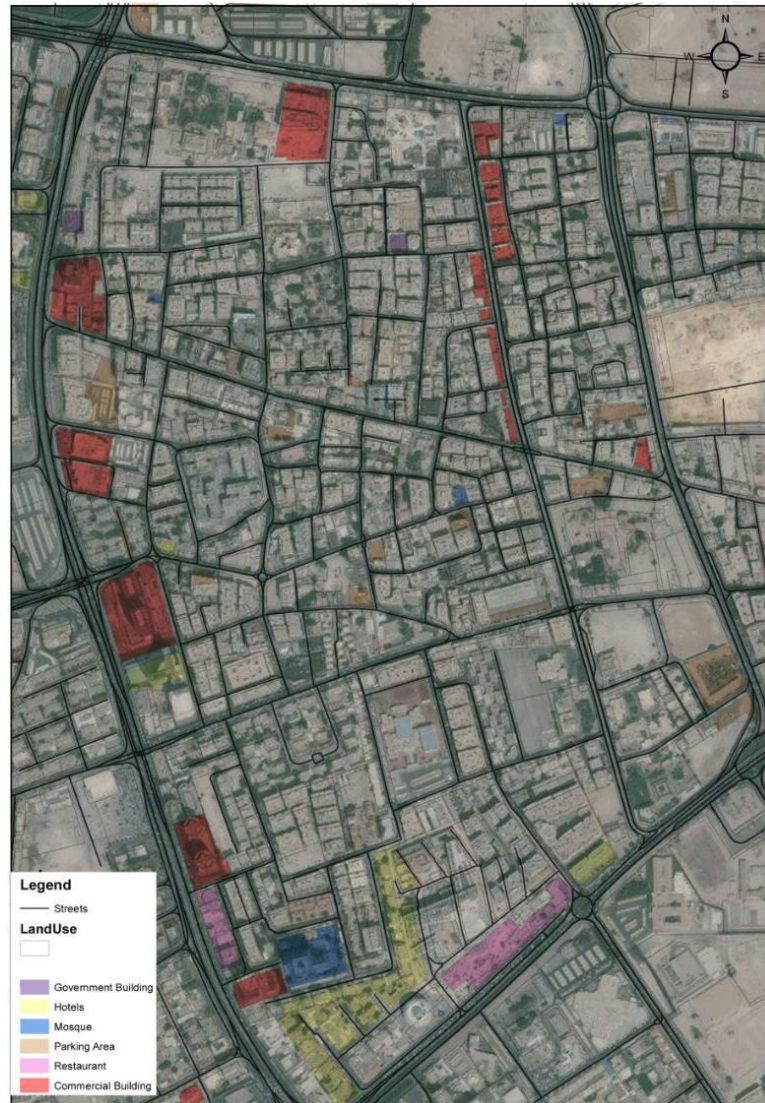 N
W E
S
Legend
Streets
LandUse
Government Building
Hotels
Mosque
Parking Area
Restaurant
Commercial Building